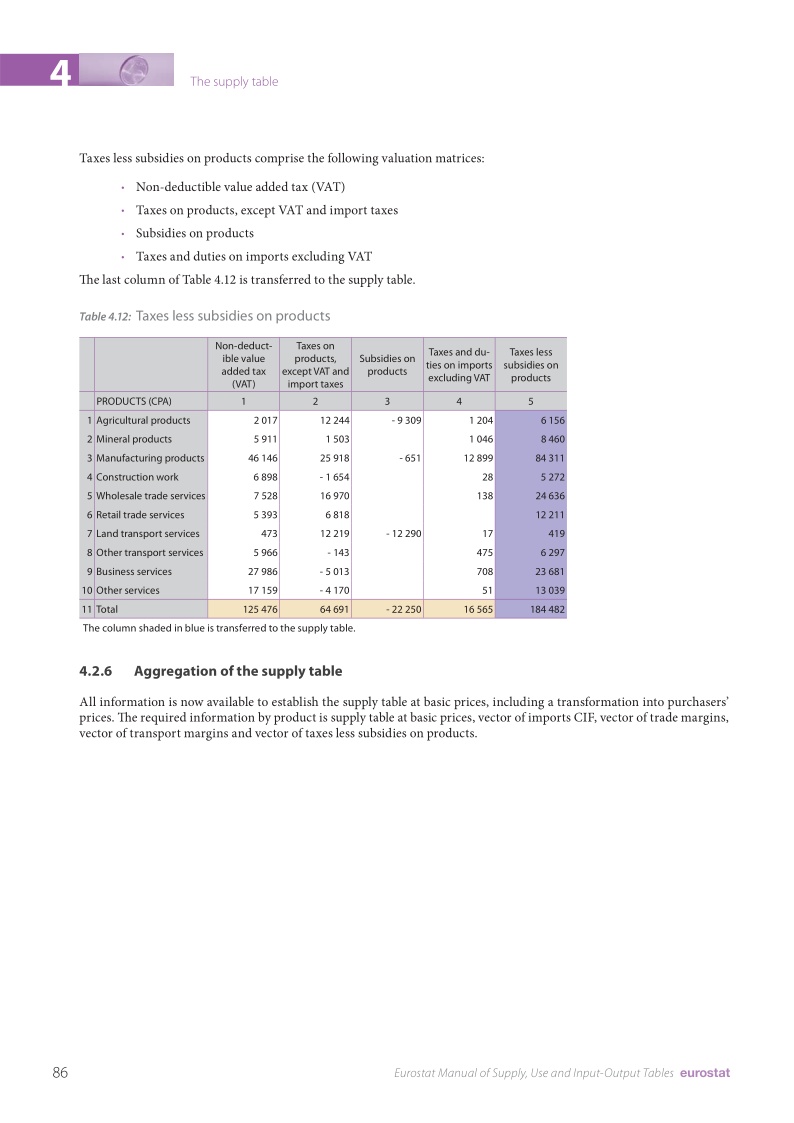 4
The supply table
Taxes less subsidies on products comprise the following valuation matrices:
• Non-deductible value added tax (VAT)
• Taxes on products, except VAT and import taxes
• Subsidies on products
• Taxes and duties on imports excluding VAT
The last column of Table 4.12 is transferred to the supply table.
Table 4.12: Taxes less subsidies on products
Non-deduct-
ible value
added tax
(VAT)
Taxes on
products,
except VAT and
import taxes
Subsidies on
products
Taxes and du-
ties on imports
excluding VAT
Taxes less
subsidies on
products
PRODUCTS (CPA) 1 2 3 4 5
1 Agricultural products 2 017 12 244 - 9 309 1 204 6 156
2 Mineral products 5 911 1 503 1 046 8 460
3 Manufacturing products 46 146 25 918 - 651 12 899 84 311
4 Construction work 6 898 - 1 654 28 5 272
5 Wholesale trade services 7 528 16 970 138 24 636
6 Retail trade services 5 393 6 818 12 211
7 Land transport services 473 12 219 - 12 290 17 419
8 Other transport services 5 966 - 143 475 6 297
9 Business services 27 986 - 5 013 708 23 681
10 Other services 17 159 - 4 170 51 13 039
11 Total 125 476 64 691 - 22 250 16 565 184 482
The column shaded in blue is transferred to the supply table.
4.2.6 Aggregation of the supply table
All information is now available to establish the supply table at basic prices, including a transformation into purchasers’
prices. The required information by product is supply table at basic prices, vector of imports CIF, vector of trade margins,
vector of transport margins and vector of taxes less subsidies on products.
86
Eurostat Manual of Supply, Use and Input-Output Tables eurostat